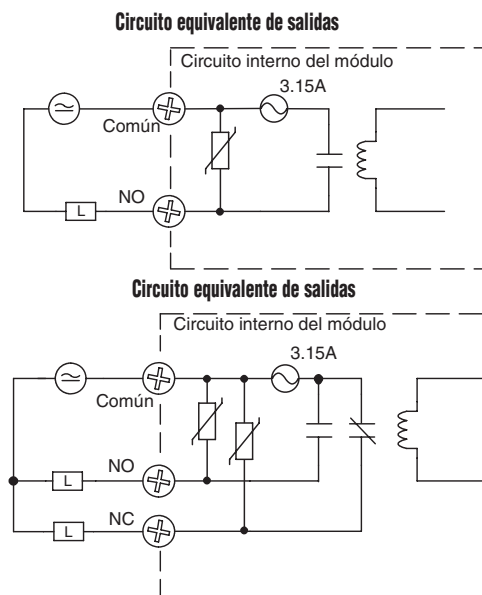 Circuito equivalente de salidas
Circuito interno del módulo
3.15A
Común
NO
L
Circuito equivalente de salidas
Circuito interno del módulo
3.15A
Común
NO
L
NC
L